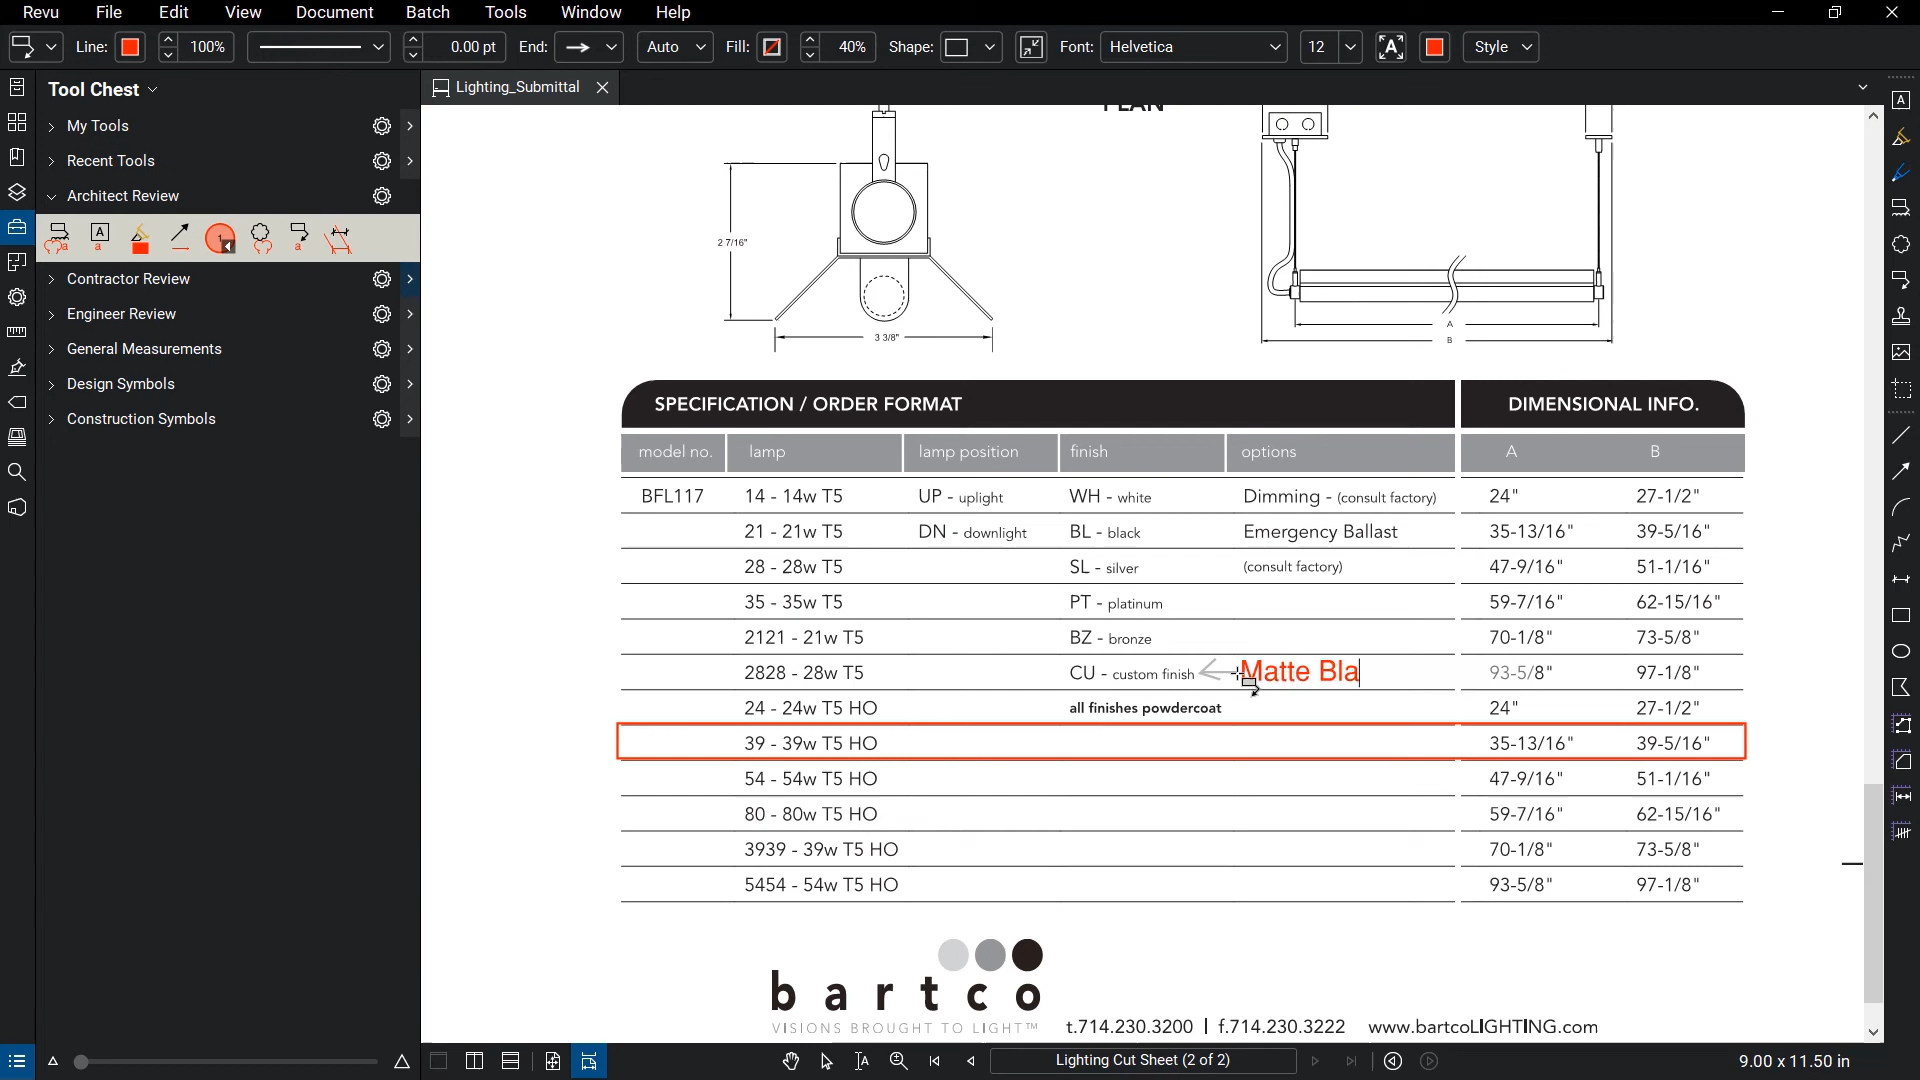 Revu File Edit View Document Batch Tools Window Help
Line: 100% 0.00 pt End: Auto Fill: 40% Shape: Font: Helvetica 12 A Style
Tool Chest
Lighting_Submittal
My Tools
Recent Tools
Architect Review
Contractor Review
Engineer Review
General Measurements
Design Symbols
Construction Symbols
PLAN
2 7/16"
3 3/8"
A
B
SPECIFICATION / ORDER FORMAT DIMENSIONAL INFO.
model no. lamp lamp position finish options A B
BFL117 14 - 14w T5 UP - uplight WH - white Dimming - (consult factory) 24" 27-1/2"
21 - 21w T5 DN - downlight BL - black Emergency Ballast 35-13/16" 39-5/16"
28 - 28w T5 SL - silver (consult factory) 47-9/16" 51-1/16"
35 - 35w T5 PT - platinum 59-7/16" 62-15/16"
2121 - 21w T5 BZ - bronze 70-1/8" 73-5/8"
2828 - 28w T5 CU - custom finish Matte Bla 93-5/8" 97-1/8"
24 - 24w T5 HO all finishes powdercoat 24" 27-1/2"
39 - 39w T5 HO 35-13/16" 39-5/16"
54 - 54w T5 HO 47-9/16" 51-1/16"
80 - 80w T5 HO 59-7/16" 62-15/16"
3939 - 39w T5 HO 70-1/8" 73-5/8"
5454 - 54w T5 HO 93-5/8" 97-1/8"
bartco
VISIONS BROUGHT TO LIGHT™ t.714.230.3200 | f.714.230.3222 www.bartcoLIGHTING.com
Lighting Cut Sheet (2 of 2) 9.00 x 11.50 in